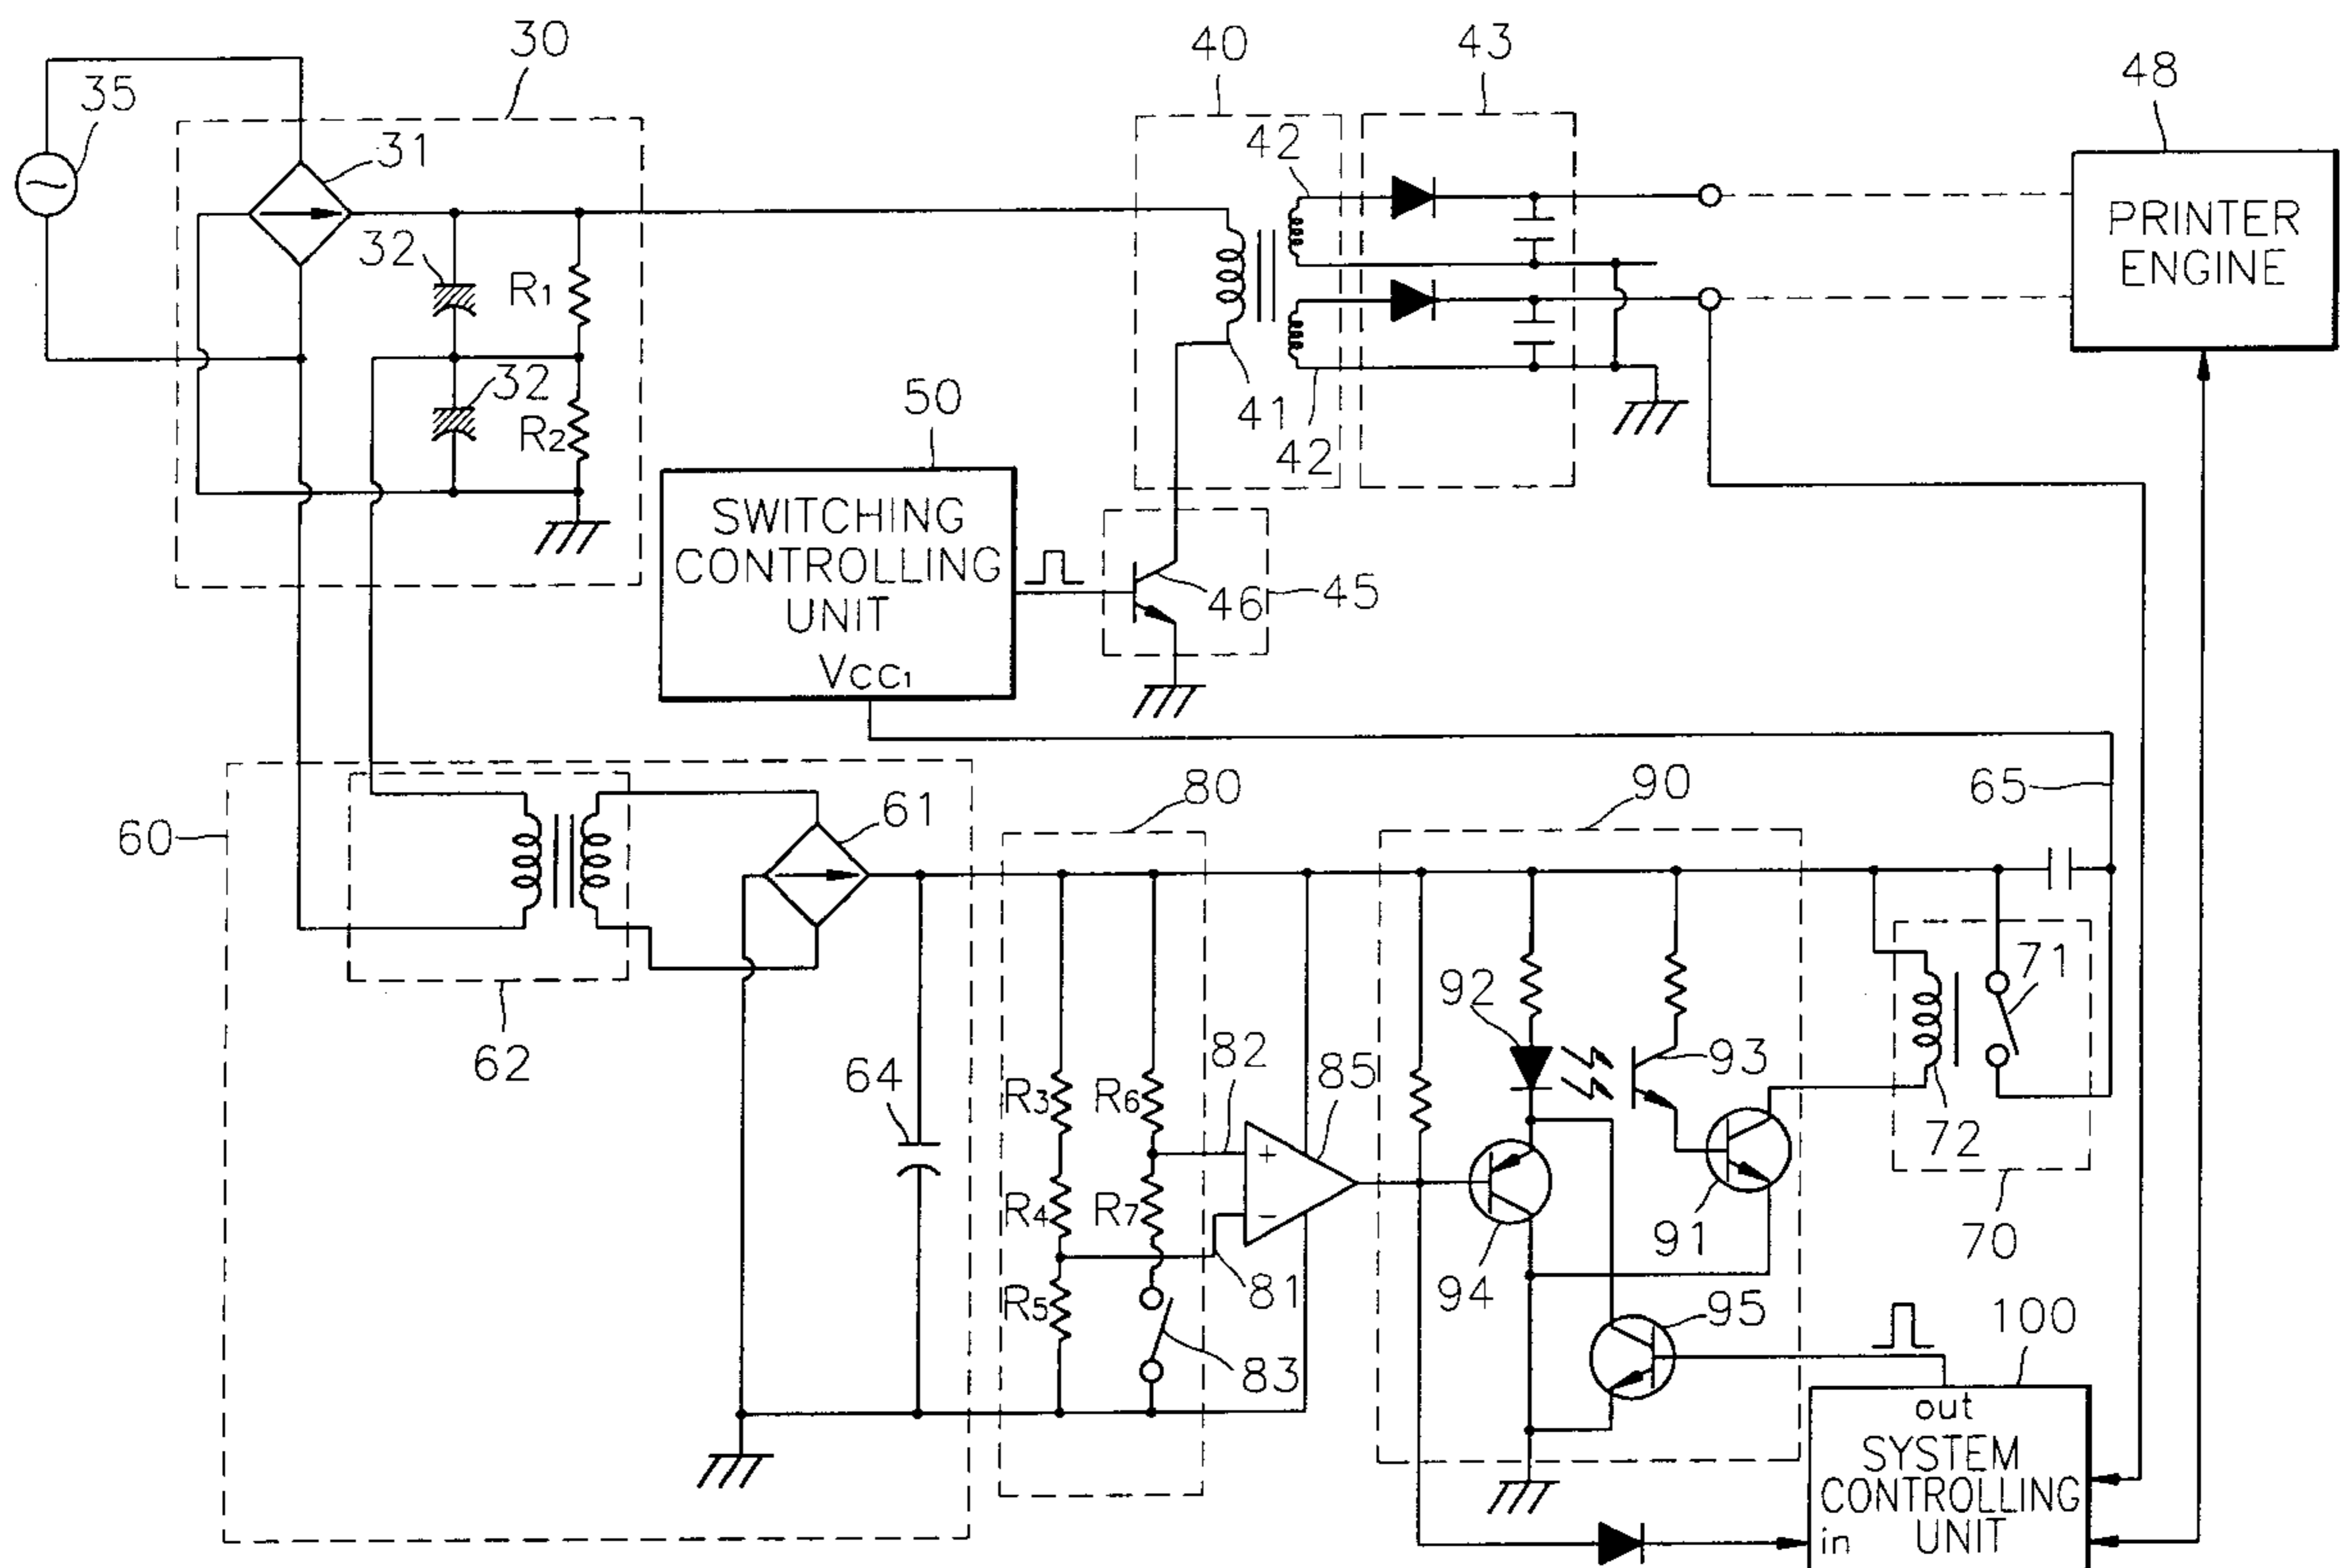 30
40
43
48
35
31
42
32
R1
PRINTER
ENGINE
32
R2
50
41
42
SWITCHING
CONTROLLING
UNIT
Vcc1
46
45
60
61
80
90
65
62
64
R3
R6
82
85
92
93
71
72
R4
R7
81
91
70
94
R5
83
95
100
out
SYSTEM
CONTROLLING
UNIT
in
+
−